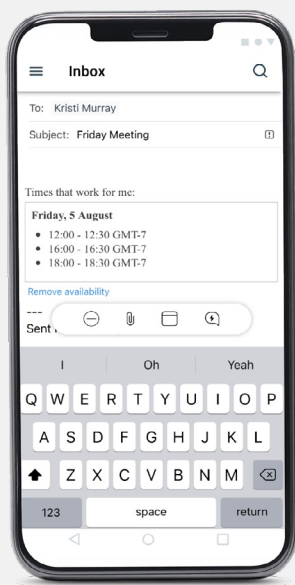 Inbox
To: Kristi Murray
Subject: Friday Meeting
Times that work for me:
Friday, 5 August
• 12:00 - 12:30 GMT-7
• 16:00 - 16:30 GMT-7
• 18:00 - 18:30 GMT-7
Remove availability
---
Sent
I Oh Yeah
Q W E R T Y U I O P
A S D F G H J K L
Z X C V B N M
123 space return